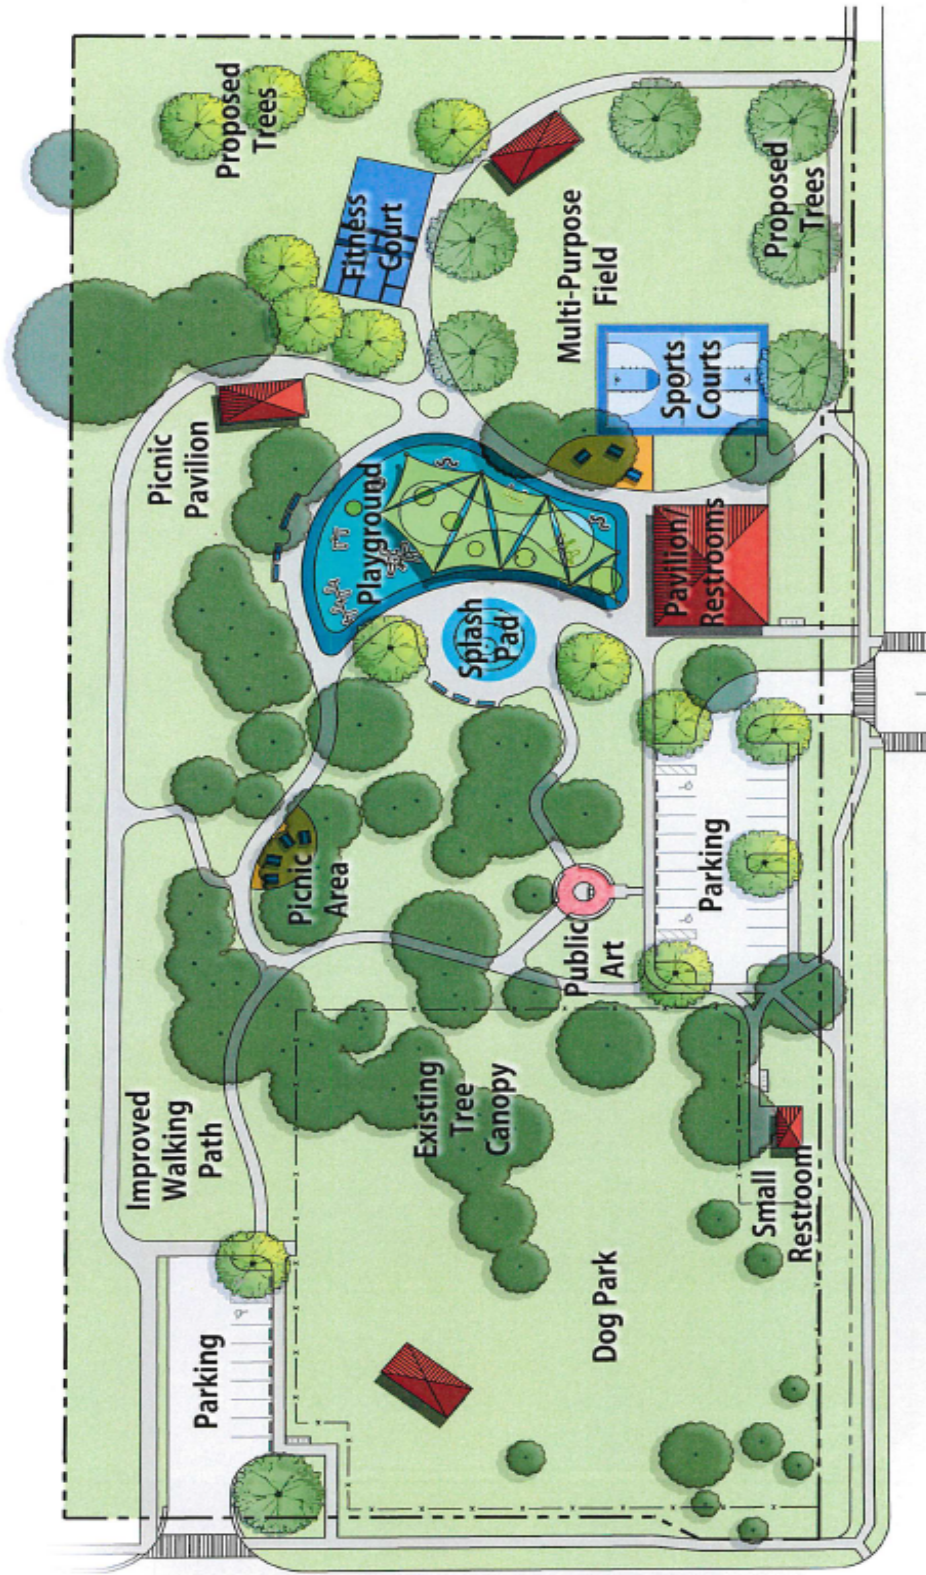 Proposed
Trees
Fitness
Court
Picnic
Pavilion
Playground
Multi-Purpose
Field
Proposed
Trees
Sports
Courts
Splash
Pad
Pavilion/
Restrooms
Picnic
Area
Public
Art
Parking
Improved
Walking
Path
Existing
Tree
Canopy
Small
Restroom
Dog Park
Parking